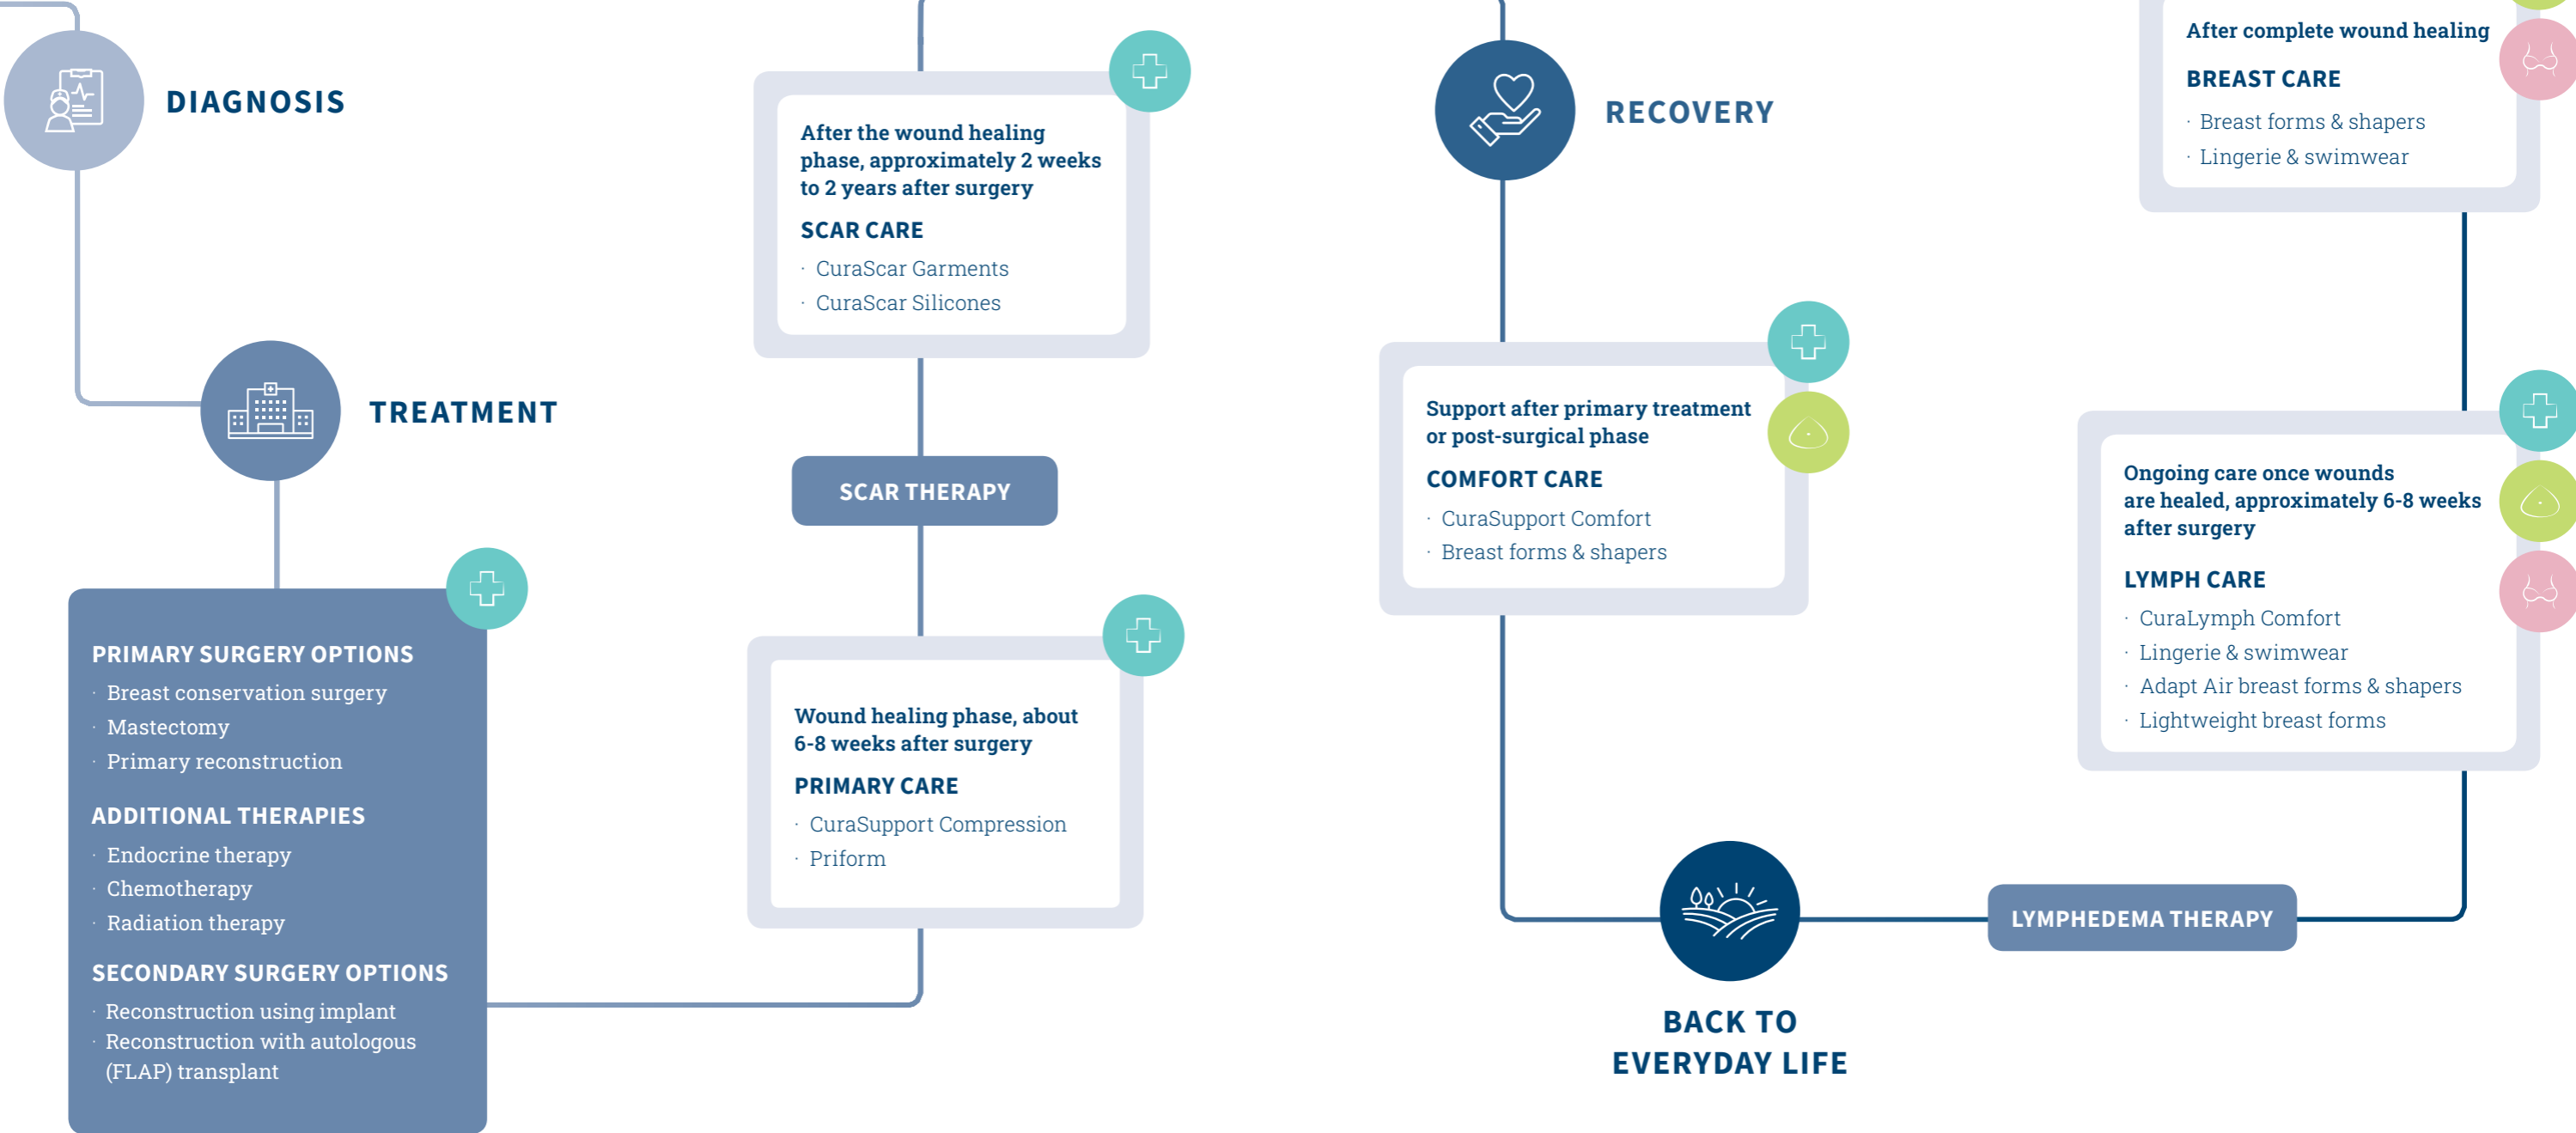 DIAGNOSIS
TREATMENT
PRIMARY SURGERY OPTIONS
· Breast conservation surgery
· Mastectomy
· Primary reconstruction
ADDITIONAL THERAPIES
· Endocrine therapy
· Chemotherapy
· Radiation therapy
SECONDARY SURGERY OPTIONS
· Reconstruction using implant
· Reconstruction with autologous
(FLAP) transplant
After the wound healing
phase, approximately 2 weeks
to 2 years after surgery
SCAR CARE
· CuraScar Garments
· CuraScar Silicones
SCAR THERAPY
Wound healing phase, about
6-8 weeks after surgery
PRIMARY CARE
· CuraSupport Compression
· Priform
RECOVERY
Support after primary treatment
or post-surgical phase
COMFORT CARE
· CuraSupport Comfort
· Breast forms & shapers
BACK TO
EVERYDAY LIFE
LYMPHEDEMA THERAPY
After complete wound healing
BREAST CARE
· Breast forms & shapers
· Lingerie & swimwear
Ongoing care once wounds
are healed, approximately 6-8 weeks
after surgery
LYMPH CARE
· CuraLymph Comfort
· Lingerie & swimwear
· Adapt Air breast forms & shapers
· Lightweight breast forms